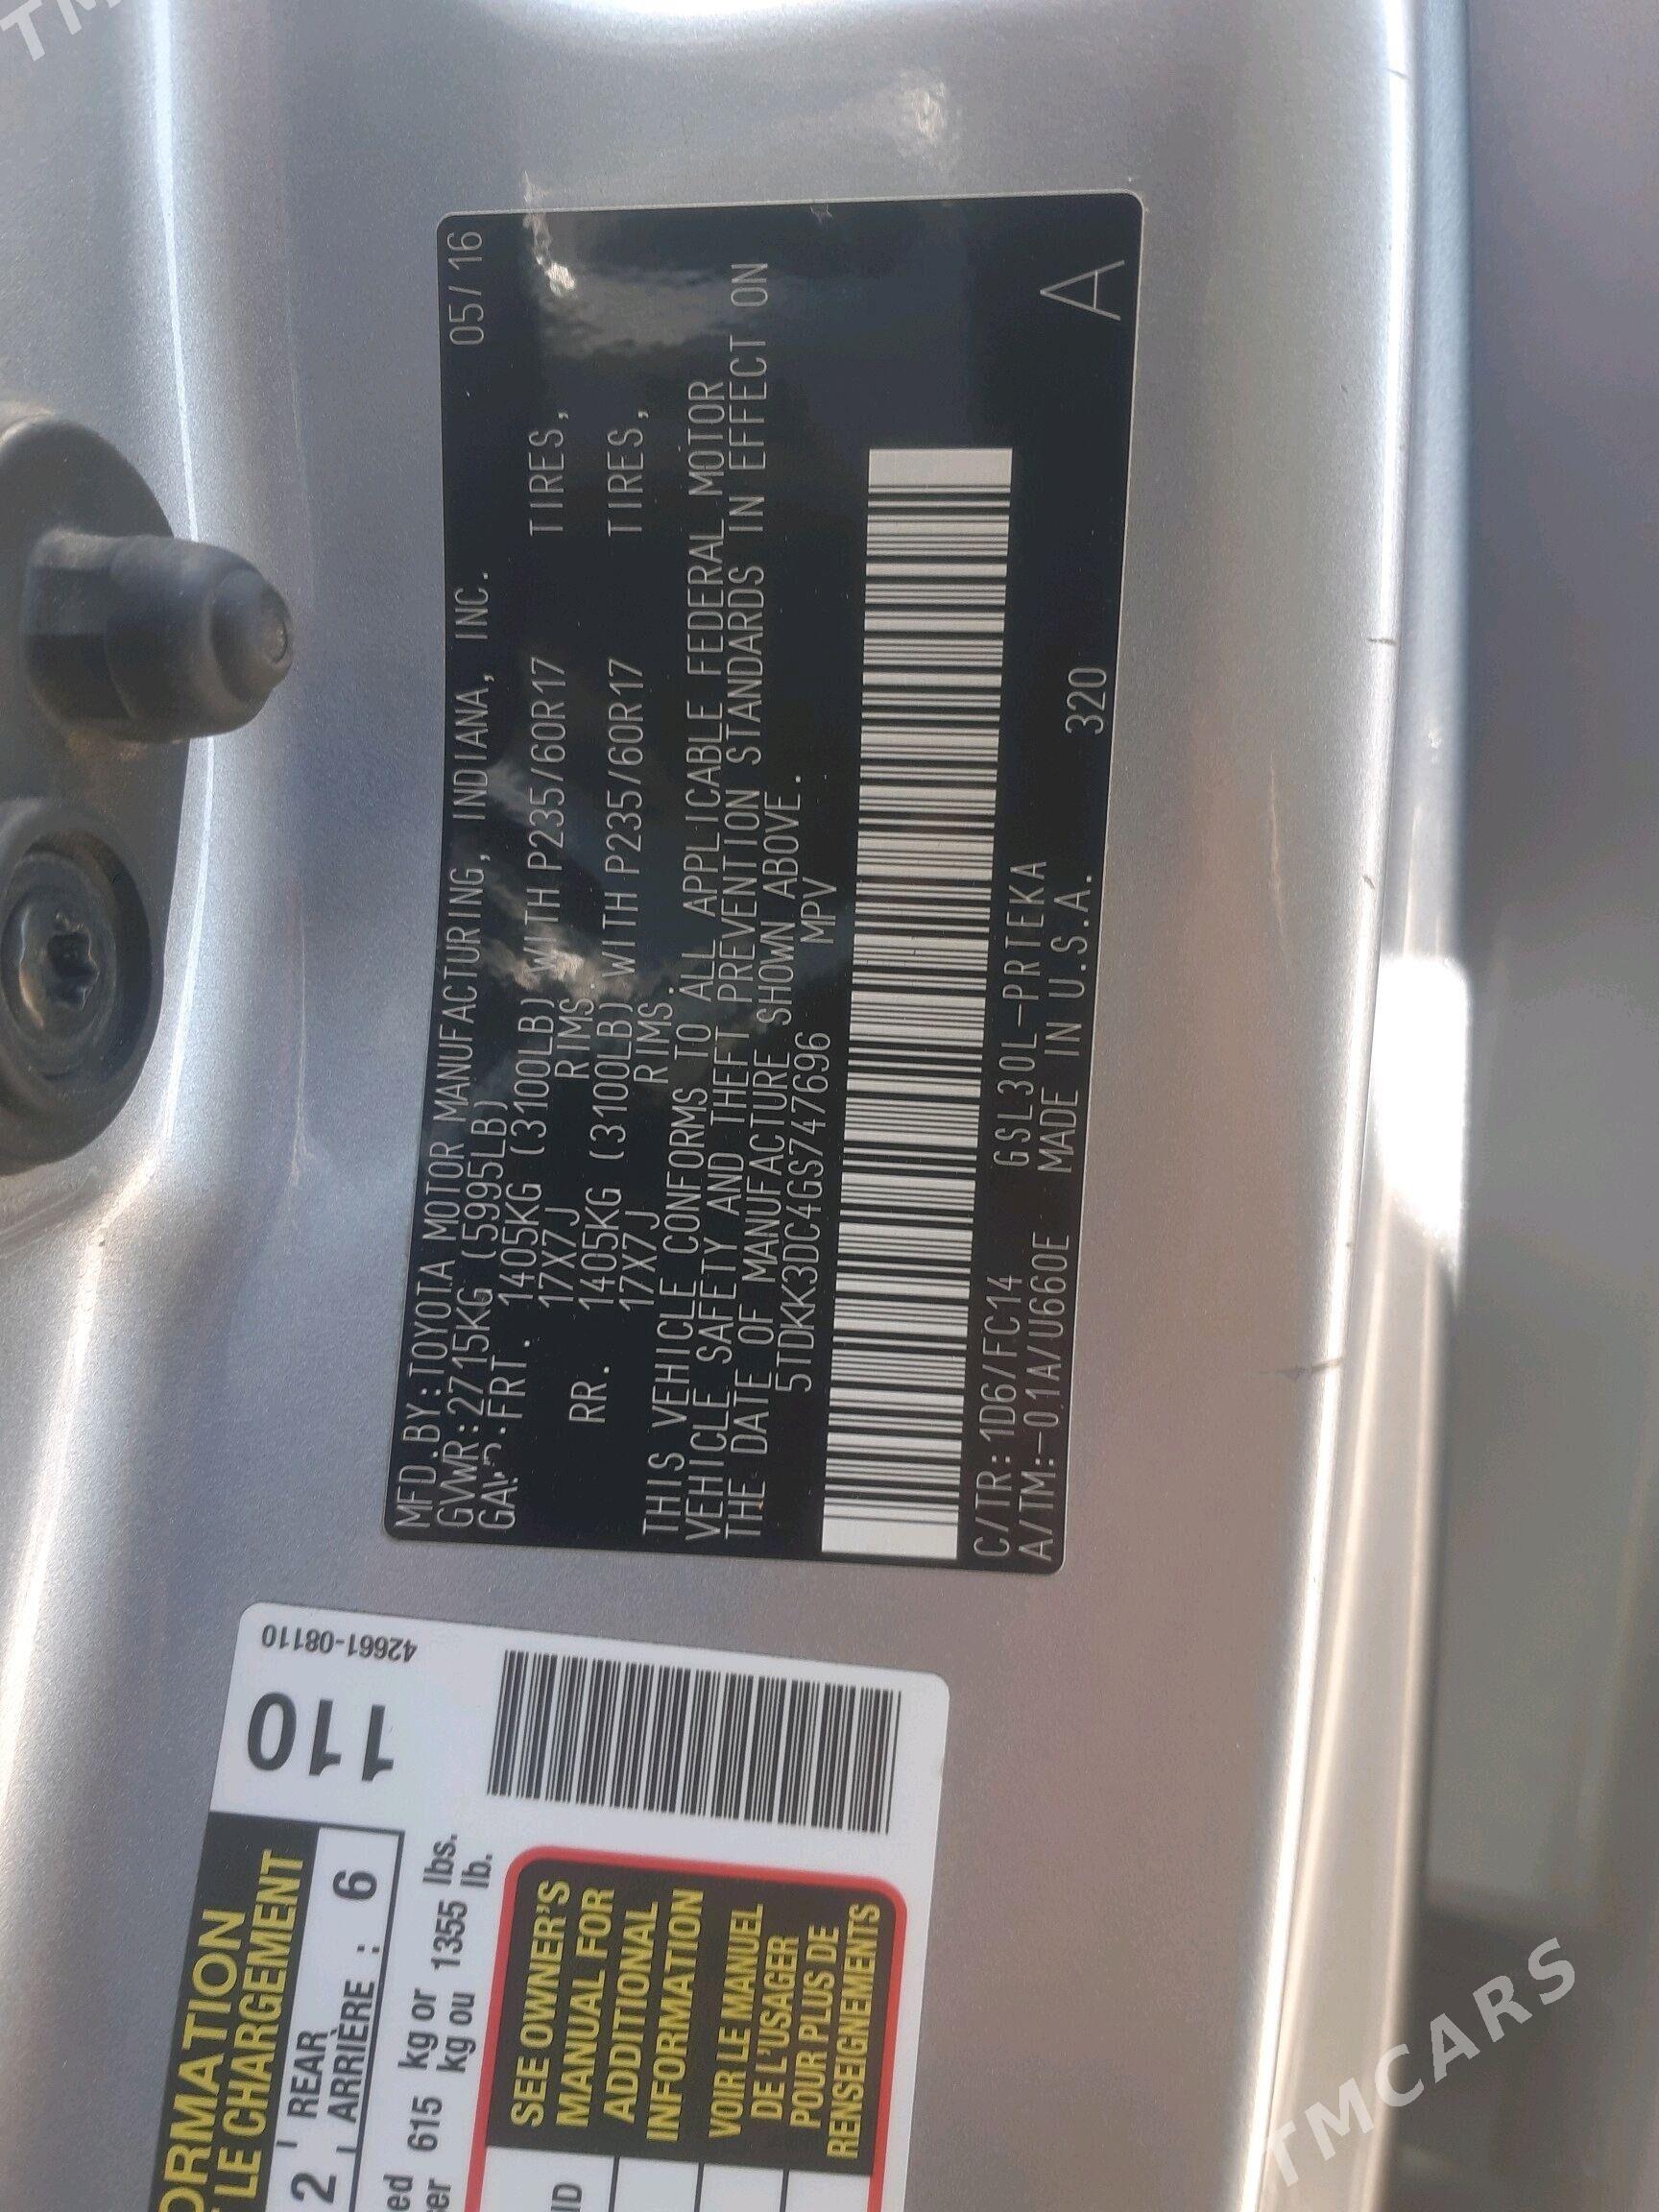 MFD.BY:TOYOTA MOTOR MANUFACTURING, INDIANA, INC. 05/16
GVWR:2715KG (5995LB)
FRT. 1405KG (3100LB) WITH P235/60R17 TIRES,
17X7J RIMS.
RR. 1405KG (3100LB) WITH P235/60R17 TIRES,
17X7J RIMS.
THIS VEHICLE CONFORMS TO ALL APPLICABLE FEDERAL MOTOR
VEHICLE SAFETY AND THEFT PREVENTION STANDARDS IN EFFECT ON
THE DATE OF MANUFACTURE SHOWN ABOVE.
5TDKK3DC4GS747696 MPV
C/TR:1D6/FC14 GSL30L-PRTEKA
A/TM:-01A/U660E MADE IN U.S.A. 320
A
42661-08110
110
LE CHARGEMENT
2 REAR
ARRIÈRE : 6
615 kg or 1355 lbs.
kg ou lb.
SEE OWNER'S
MANUAL FOR
ADDITIONAL
INFORMATION
VOIR LE MANUEL
DE L'USAGER
POUR PLUS DE
RENSEIGNEMENTS
TMCARS